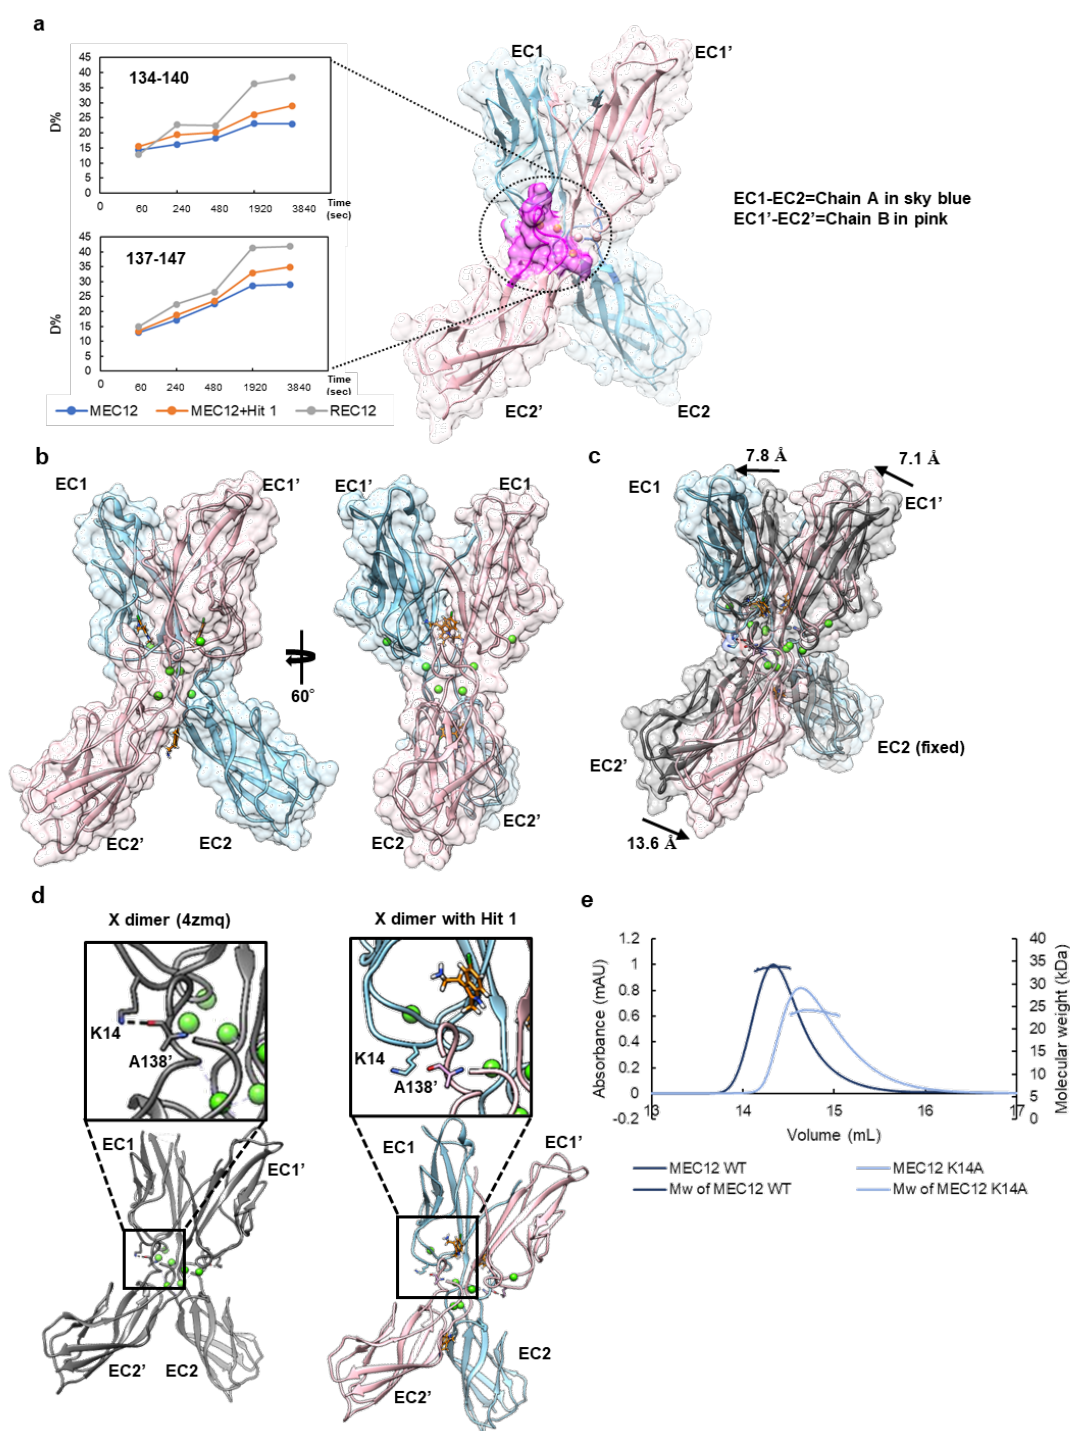 a
45
40
35
30
25
20
15
10
5
0
D%
134-140
0 60 240 480 1920 3840
Time
(sec)
45
40
35
30
25
20
15
10
5
0
D%
137-147
0 60 240 480 1920 3840
Time
(sec)
MEC12 MEC12+Hit 1 REC12
EC1
EC1’
EC2’
EC2
EC1-EC2=Chain A in sky blue
EC1’-EC2’=Chain B in pink
b
EC1
EC1’
EC2’
EC2
60°
EC1’
EC1
EC2’
EC2
c
7.8 Å
7.1 Å
EC1
EC1’
EC2 (fixed)
EC2’
13.6 Å
d
X dimer (4zmq)
K14
A138’
EC1
EC1’
EC2’
EC2
X dimer with Hit 1
K14
A138’
EC1
EC1’
EC2
EC2’
e
1.2
1
0.8
0.6
0.4
0.2
0
-0.2
Absorbance (mAU)
13 14 15 16 17
Volume (mL)
40
35
30
25
20
15
10
5
0
Molecular weight (kDa)
MEC12 WT MEC12 K14A
Mw of MEC12 WT Mw of MEC12 K14A